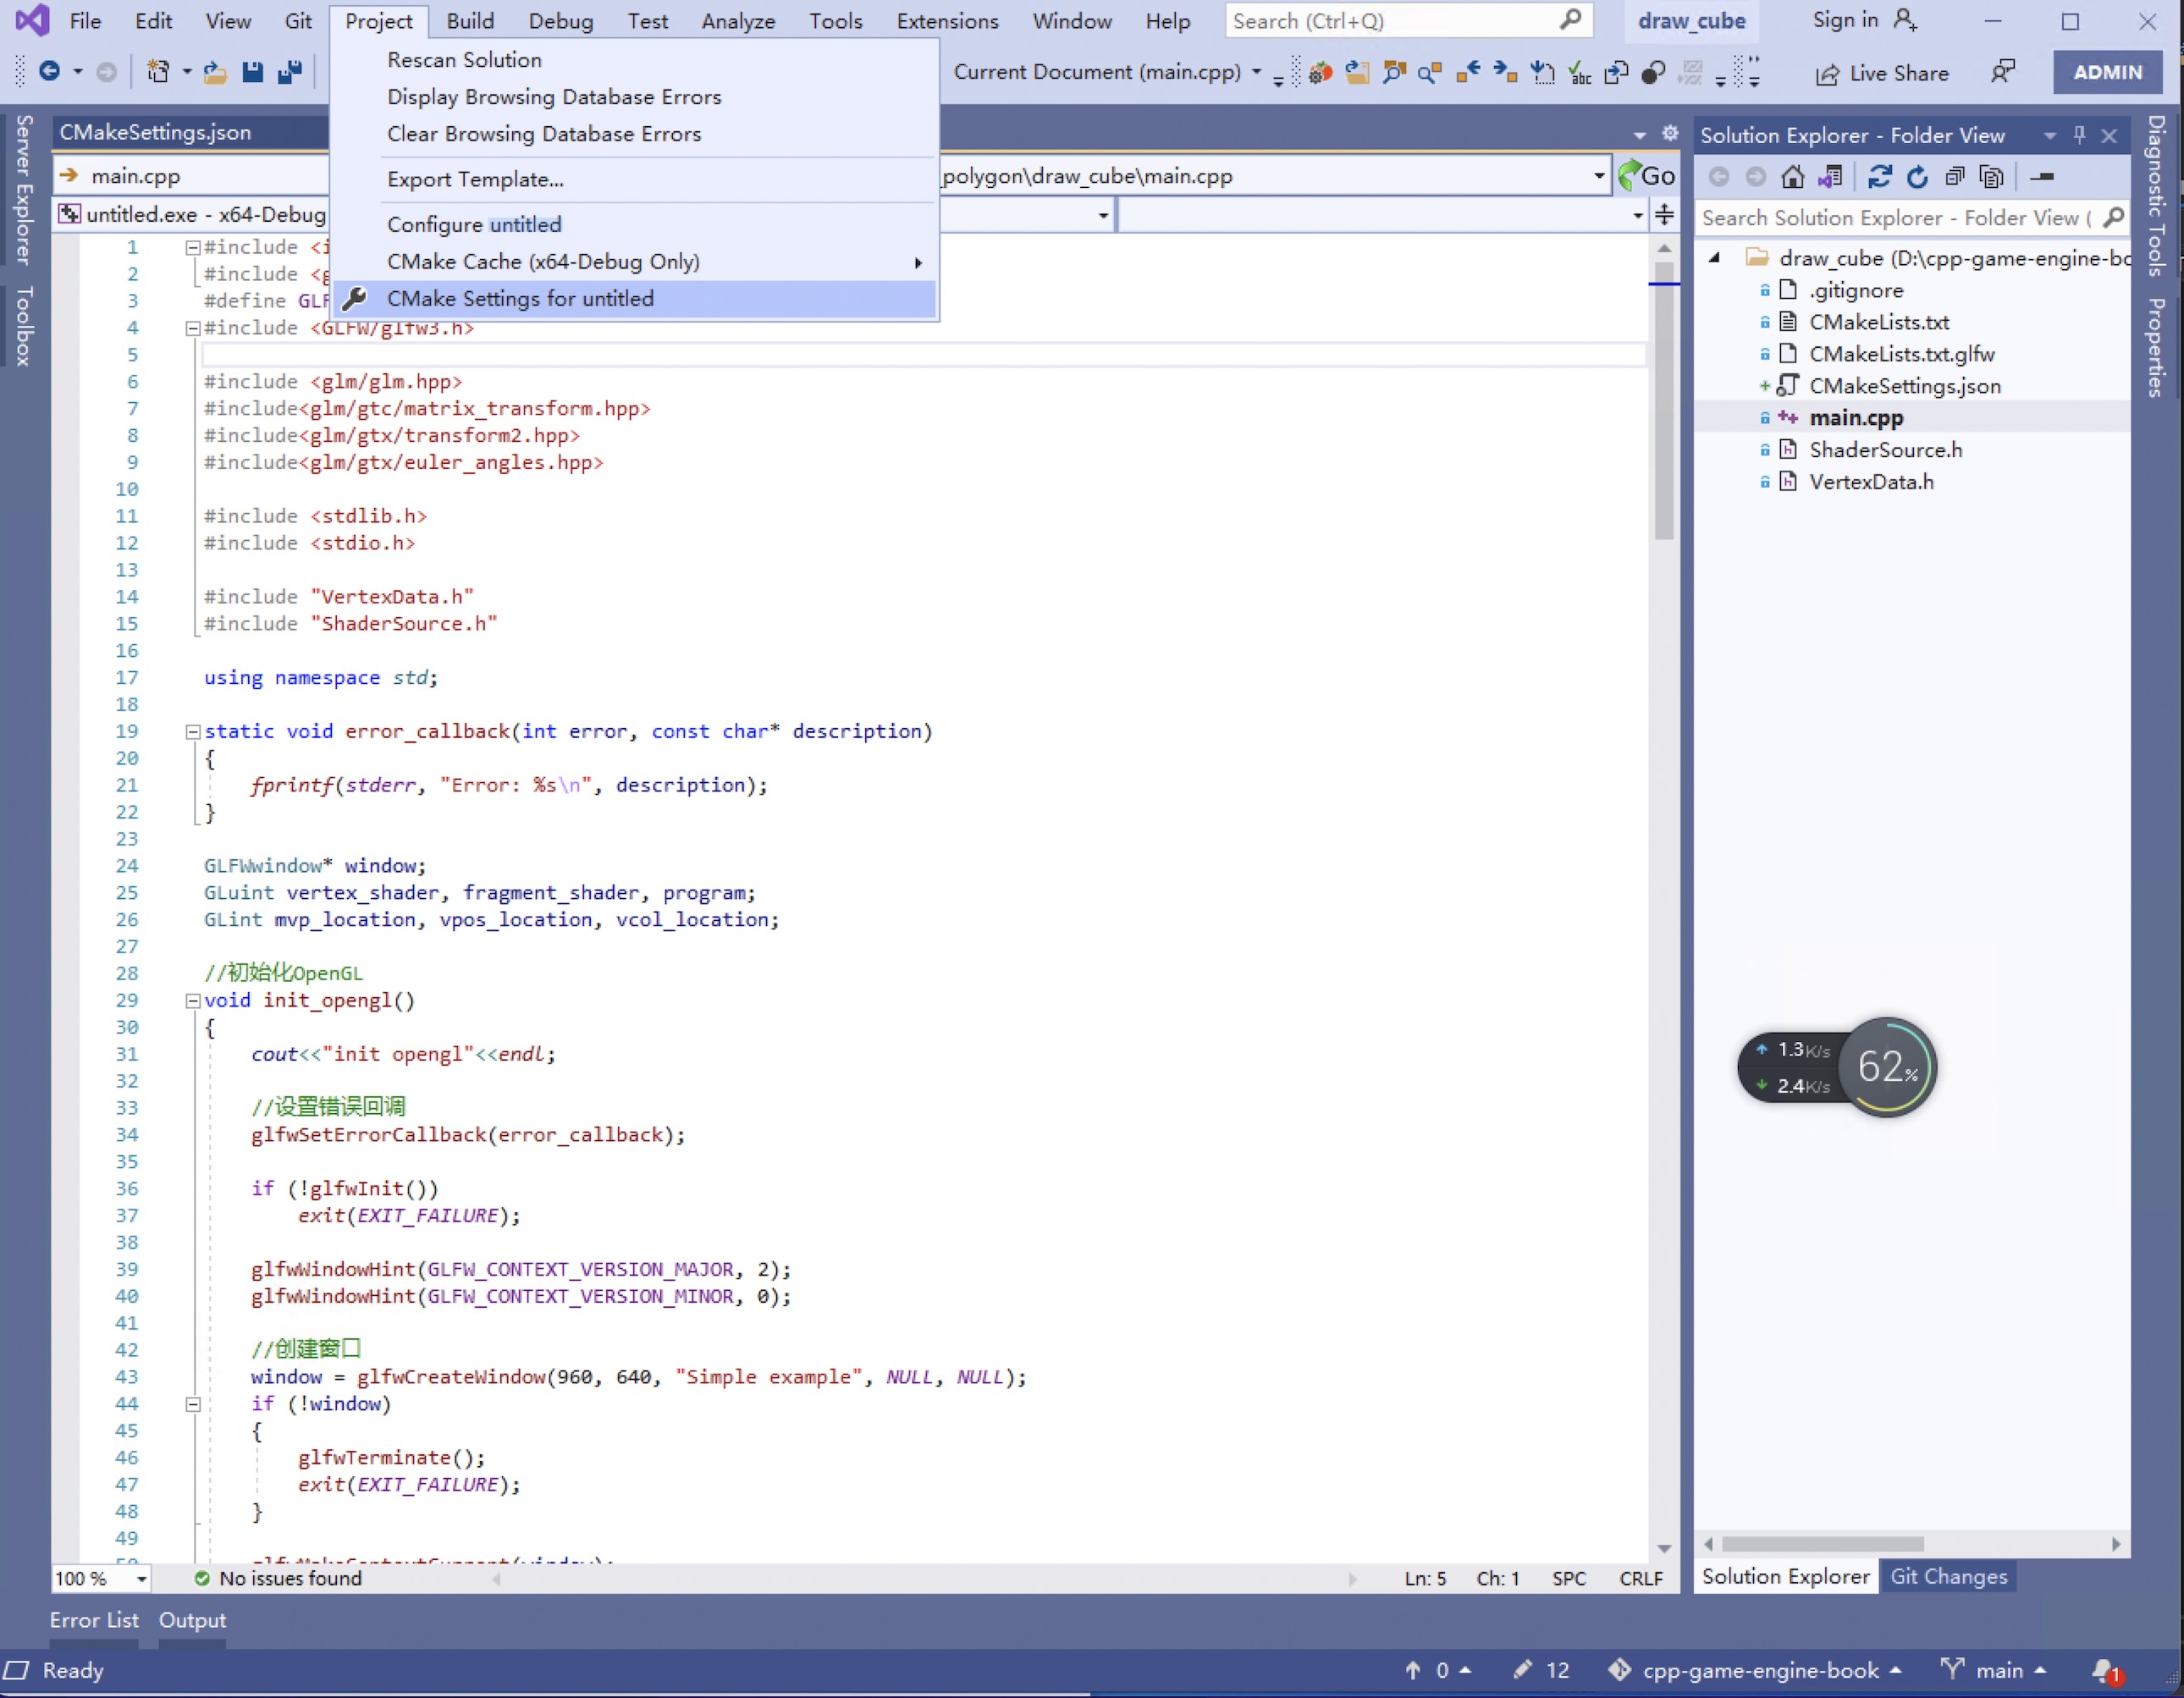 File Edit View Git Project Build Debug Test Analyze Tools Extensions Window Help Search (Ctrl+Q) draw_cube Sign in
Current Document (main.cpp) abc Live Share ADMIN
Rescan Solution
Display Browsing Database Errors
Clear Browsing Database Errors
Export Template...
Configure untitled
CMake Cache (x64-Debug Only)
CMake Settings for untitled
Server Explorer
Toolbox
CMakeSettings.json
main.cpp
_polygon\draw_cube\main.cpp
Go
untitled.exe - x64-Debug
1 #include <i
2 #include <g
3 #define GLF
4 #include <GLFW/glfw3.h>
5
6 #include <glm/glm.hpp>
7 #include<glm/gtc/matrix_transform.hpp>
8 #include<glm/gtx/transform2.hpp>
9 #include<glm/gtx/euler_angles.hpp>
10
11 #include <stdlib.h>
12 #include <stdio.h>
13
14 #include "VertexData.h"
15 #include "ShaderSource.h"
16
17 using namespace std;
18
19 static void error_callback(int error, const char* description)
20 {
21 fprintf(stderr, "Error: %s\n", description);
22 }
23
24 GLFWwindow* window;
25 GLuint vertex_shader, fragment_shader, program;
26 GLint mvp_location, vpos_location, vcol_location;
27
28 //初始化OpenGL
29 void init_opengl()
30 {
31 cout<<"init opengl"<<endl;
32
33 //设置错误回调
34 glfwSetErrorCallback(error_callback);
35
36 if (!glfwInit())
37 exit(EXIT_FAILURE);
38
39 glfwWindowHint(GLFW_CONTEXT_VERSION_MAJOR, 2);
40 glfwWindowHint(GLFW_CONTEXT_VERSION_MINOR, 0);
41
42 //创建窗口
43 window = glfwCreateWindow(960, 640, "Simple example", NULL, NULL);
44 if (!window)
45 {
46 glfwTerminate();
47 exit(EXIT_FAILURE);
48 }
49
50 glfwMakeContextCurrent(window);
100 % No issues found Ln: 5 Ch: 1 SPC CRLF
Solution Explorer - Folder View
Search Solution Explorer - Folder View (
draw_cube (D:\cpp-game-engine-bo
.gitignore
CMakeLists.txt
CMakeLists.txt.glfw
CMakeSettings.json
main.cpp
ShaderSource.h
VertexData.h
1.3K/s
2.4K/s
62%
Solution Explorer Git Changes
Diagnostic Tools
Properties
Error List Output
Ready 0 12 cpp-game-engine-book main 1